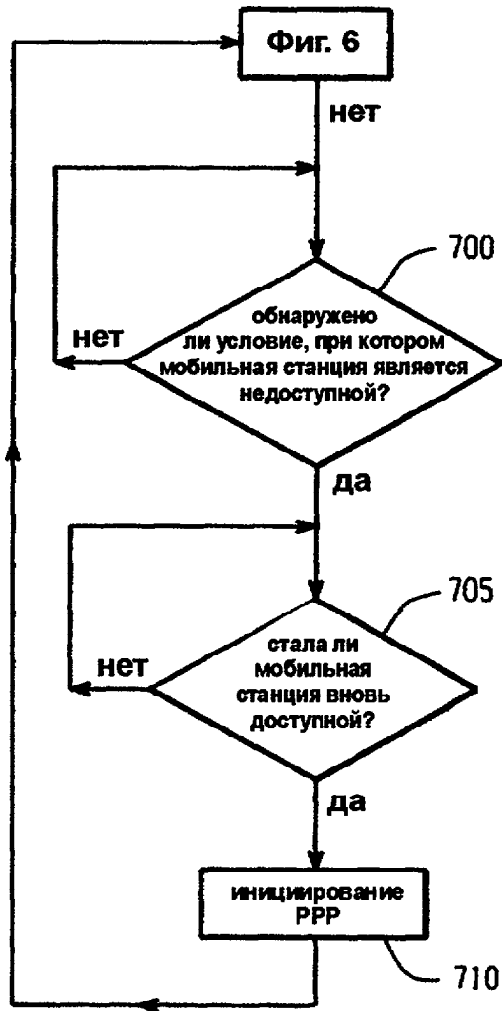 Фиг. 6
нет
700
обнаружено
ли условие, при котором
мобильная станция является
недоступной?
нет
да
705
стала ли
мобильная
станция вновь
доступной?
нет
да
инициирование
PPP
710